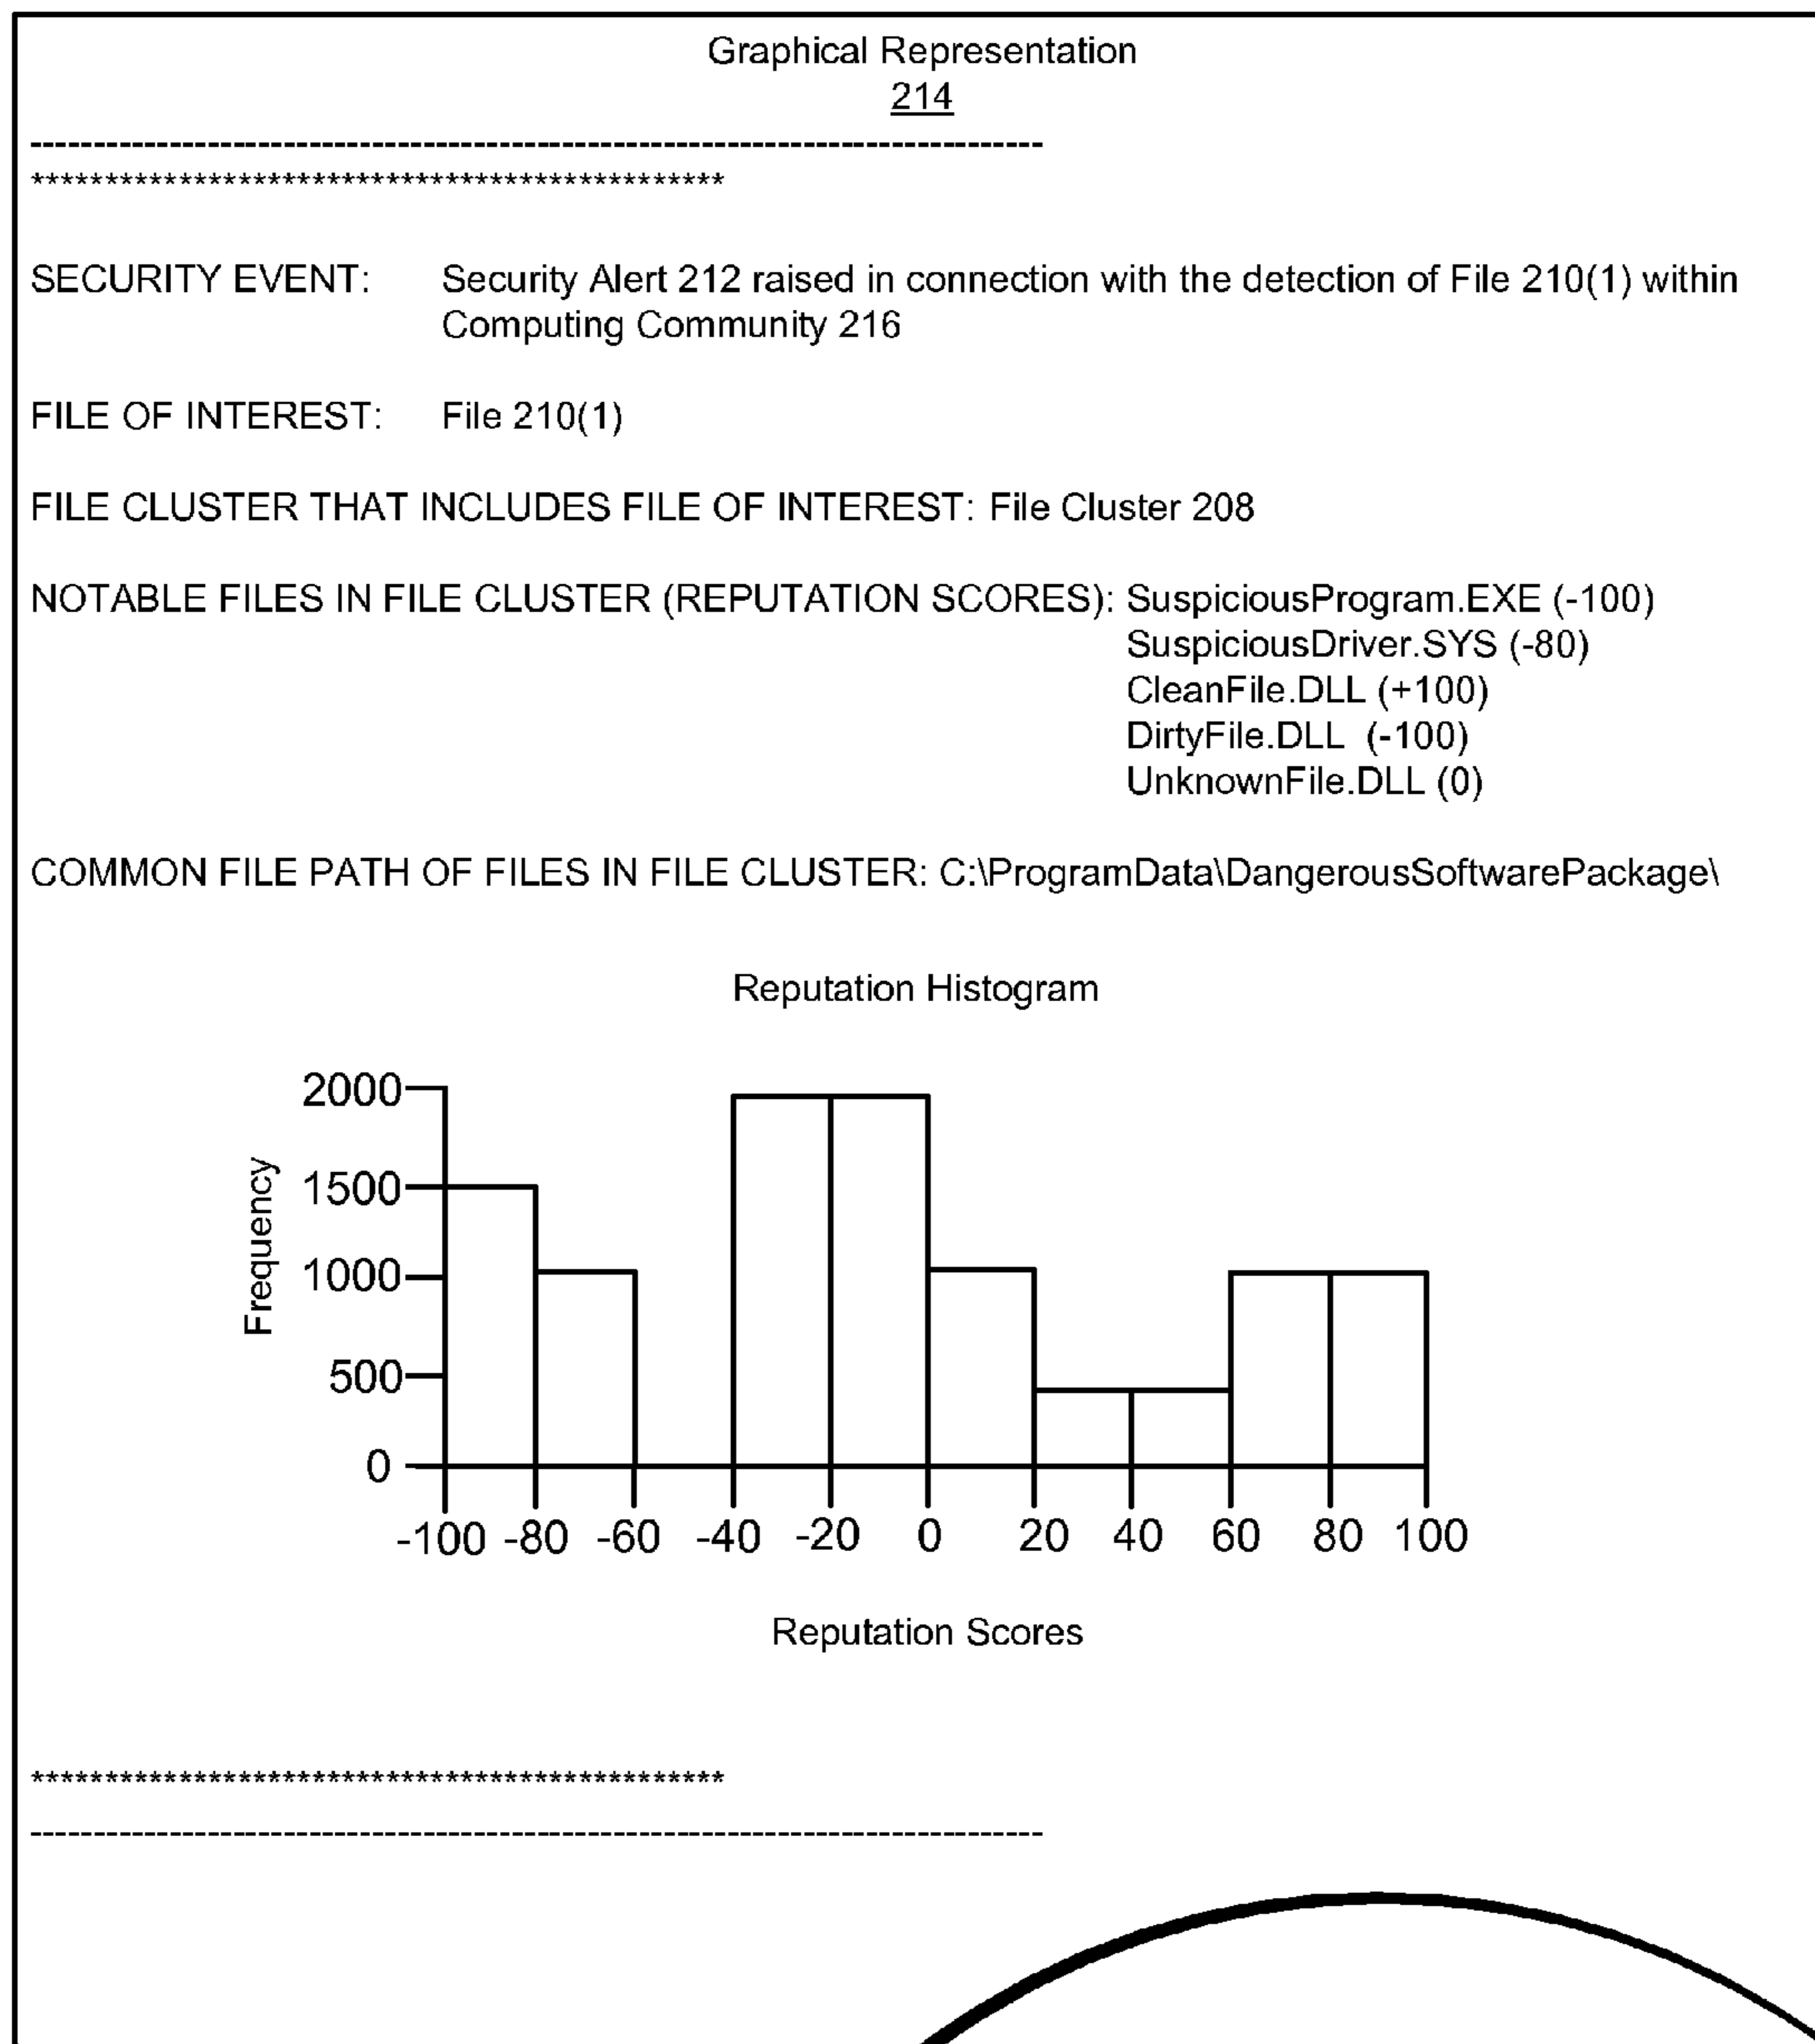 Graphical Representation
214
--------------------------------------------------------------------------------
***********************************************
SECURITY EVENT: Security Alert 212 raised in connection with the detection of File 210(1) within
Computing Community 216
FILE OF INTEREST: File 210(1)
FILE CLUSTER THAT INCLUDES FILE OF INTEREST: File Cluster 208
NOTABLE FILES IN FILE CLUSTER (REPUTATION SCORES): SuspiciousProgram.EXE (-100)
SuspiciousDriver.SYS (-80)
CleanFile.DLL (+100)
DirtyFile.DLL (-100)
UnknownFile.DLL (0)
COMMON FILE PATH OF FILES IN FILE CLUSTER: C:\ProgramData\DangerousSoftwarePackage\
Reputation Histogram
Frequency
2000
1500
1000
500
0
-100 -80 -60 -40 -20 0 20 40 60 80 100
Reputation Scores
***********************************************
--------------------------------------------------------------------------------